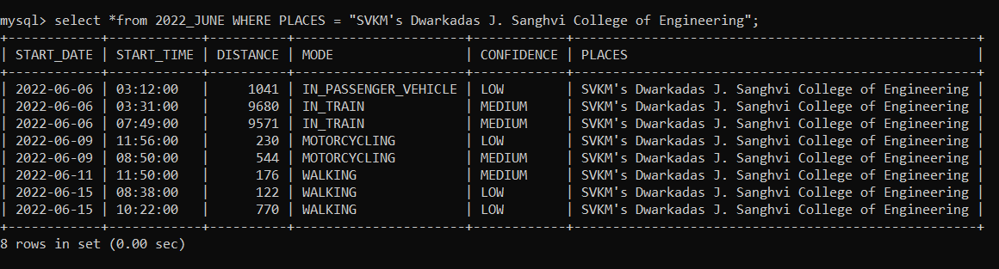 mysql> select *from 2022_JUNE WHERE PLACES = "SVKM's Dwarkadas J. Sanghvi College of Engineering";
+------------+------------+----------+----------------------+------------+----------------------------------------------------+
| START_DATE | START_TIME | DISTANCE | MODE                 | CONFIDENCE | PLACES                                             |
+------------+------------+----------+----------------------+------------+----------------------------------------------------+
| 2022-06-06 | 03:12:00   |     1041 | IN_PASSENGER_VEHICLE | LOW        | SVKM's Dwarkadas J. Sanghvi College of Engineering |
| 2022-06-06 | 03:31:00   |     9680 | IN_TRAIN             | MEDIUM     | SVKM's Dwarkadas J. Sanghvi College of Engineering |
| 2022-06-06 | 07:49:00   |     9571 | IN_TRAIN             | MEDIUM     | SVKM's Dwarkadas J. Sanghvi College of Engineering |
| 2022-06-09 | 11:56:00   |      230 | MOTORCYCLING         | LOW        | SVKM's Dwarkadas J. Sanghvi College of Engineering |
| 2022-06-09 | 08:50:00   |      544 | MOTORCYCLING         | MEDIUM     | SVKM's Dwarkadas J. Sanghvi College of Engineering |
| 2022-06-11 | 11:50:00   |      176 | WALKING              | MEDIUM     | SVKM's Dwarkadas J. Sanghvi College of Engineering |
| 2022-06-15 | 08:38:00   |      122 | WALKING              | LOW        | SVKM's Dwarkadas J. Sanghvi College of Engineering |
| 2022-06-15 | 10:22:00   |      770 | WALKING              | LOW        | SVKM's Dwarkadas J. Sanghvi College of Engineering |
+------------+------------+----------+----------------------+------------+----------------------------------------------------+
8 rows in set (0.00 sec)